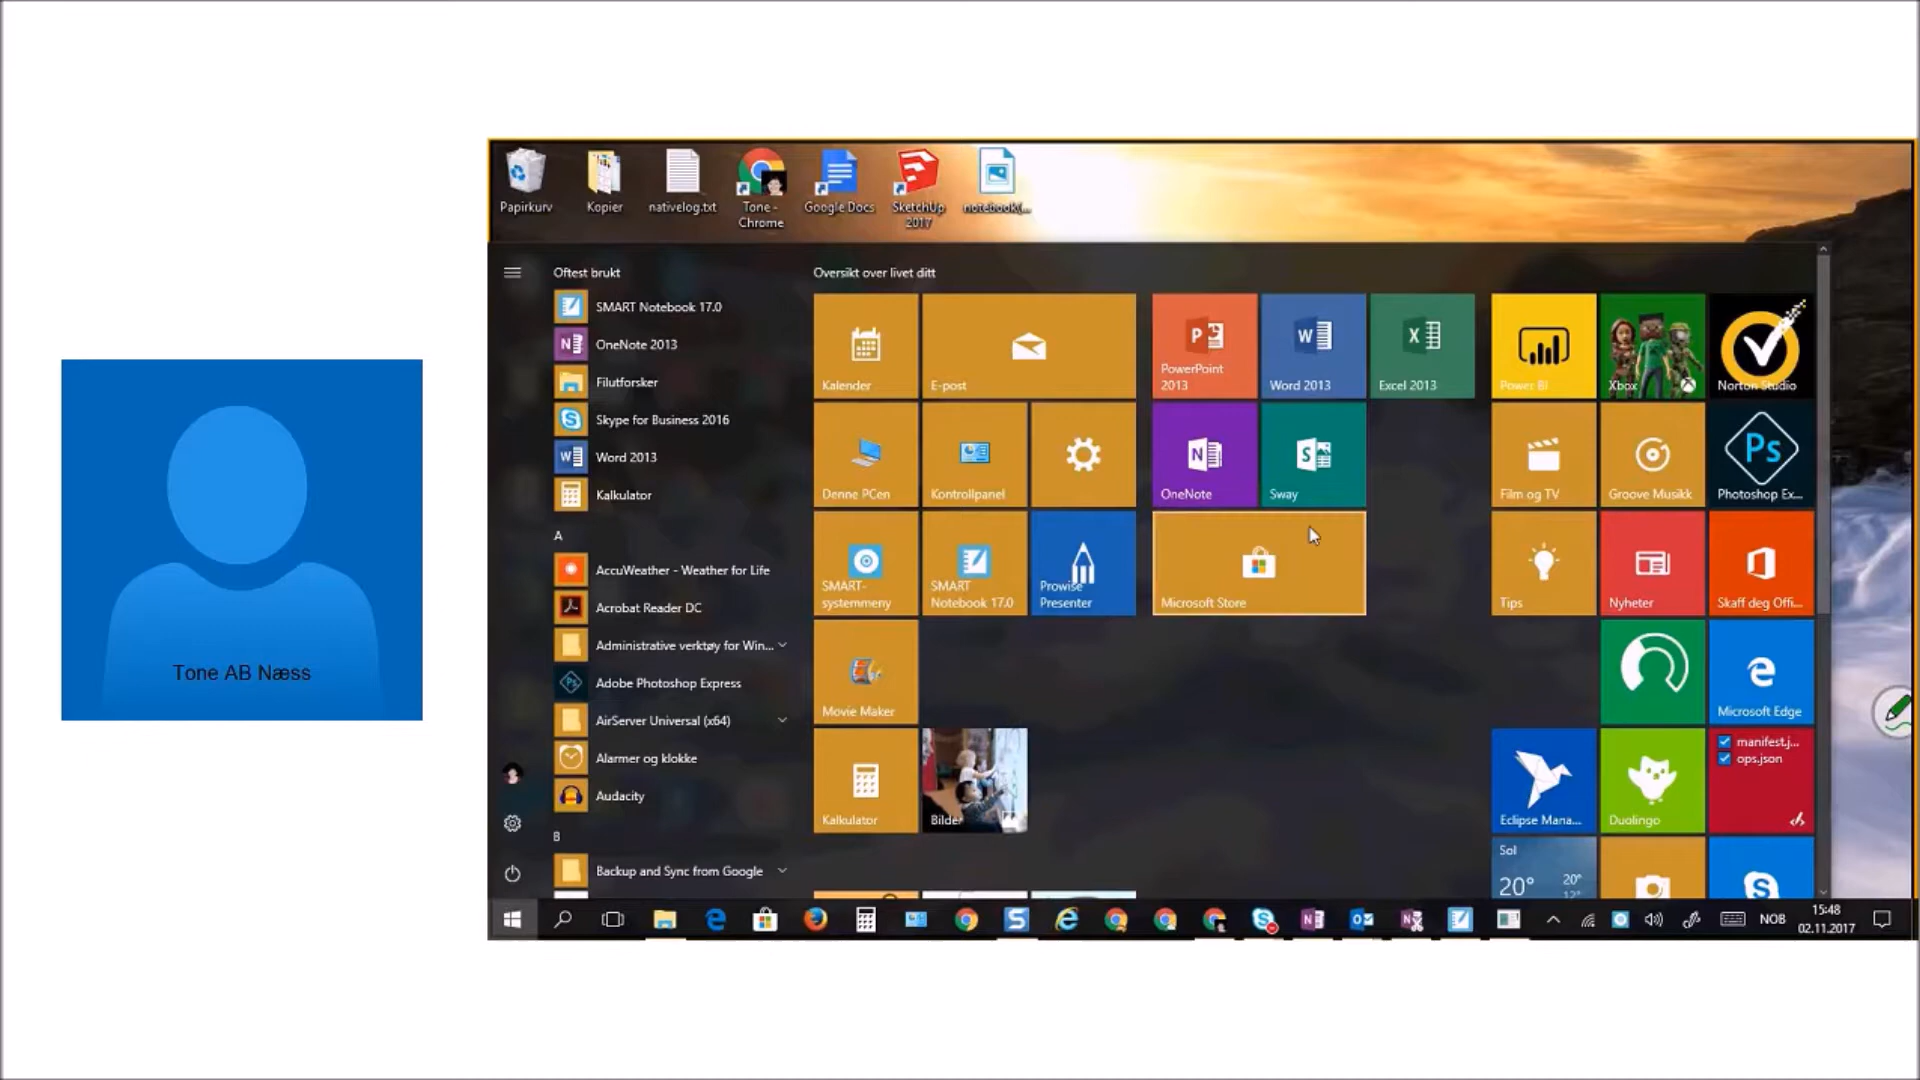 Tone AB Næss
Papirkurv
Kopier
nativelog.txt
Tone -
Chrome
Google Docs
SketchUp
2017
notebook(...
Oftest brukt
SMART Notebook 17.0
OneNote 2013
Filutforsker
Skype for Business 2016
Word 2013
Kalkulator
A
AccuWeather - Weather for Life
Acrobat Reader DC
Administrative verktøy for Win...
Adobe Photoshop Express
AirServer Universal (x64)
Alarmer og klokke
Audacity
B
Backup and Sync from Google
Oversikt over livet ditt
Kalender
E-post
Denne PCen
Kontrollpanel
SMART-
systemmeny
SMART
Notebook 17.0
Prowise
Presenter
Movie Maker
Kalkulator
Bilder
PowerPoint
2013
Word 2013
Excel 2013
OneNote
Sway
Microsoft Store
Power BI
Xbox
Norton Studio
Film og TV
Groove Musikk
Photoshop Ex...
Tips
Nyheter
Skaff deg Offi...
Microsoft Edge
Eclipse Mana...
Duolingo
manifest.j...
ops.json
Sol
20°
20°
12°
NOB
15:48
02.11.2017